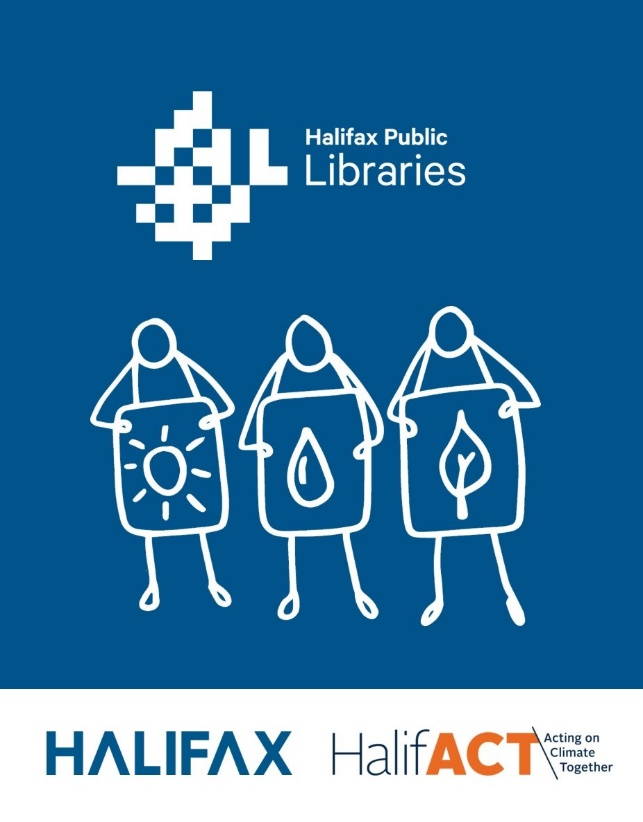 Halifax Public
Libraries
HALIFAX
HalifACT
Acting on
Climate
Together